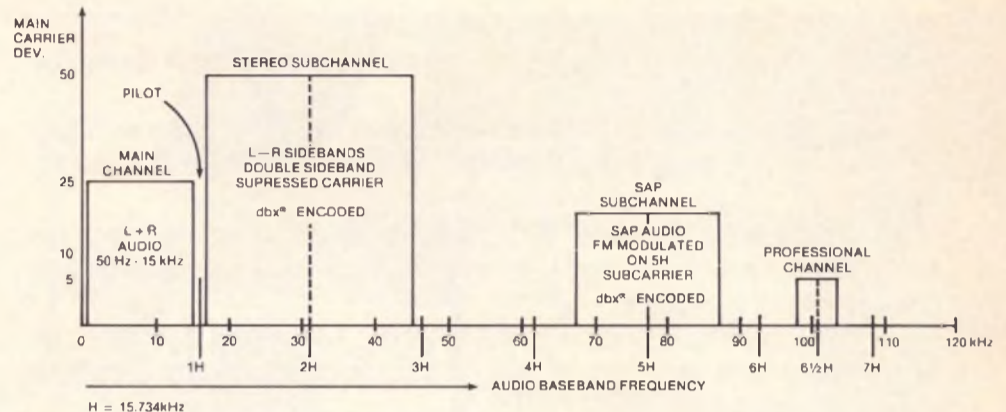 MAIN
CARRIER
DEV.
50
25
10
5
PILOT
MAIN
CHANNEL
L + R
AUDIO
50 Hz - 15 kHz
STEREO SUBCHANNEL
L—R SIDEBANDS
DOUBLE SIDEBAND
SUPRESSED CARRIER
dbx® ENCODED
SAP
SUBCHANNEL
SAP AUDIO
FM MODULATED
ON 5H
SUBCARRIER
dbx® ENCODED
PROFESSIONAL
CHANNEL
0 10 20 30 40 50 60 70 80 90 100 110 120 kHz
1H 2H 3H 4H 5H 6H 6½H 7H
AUDIO BASEBAND FREQUENCY
H = 15.734kHz